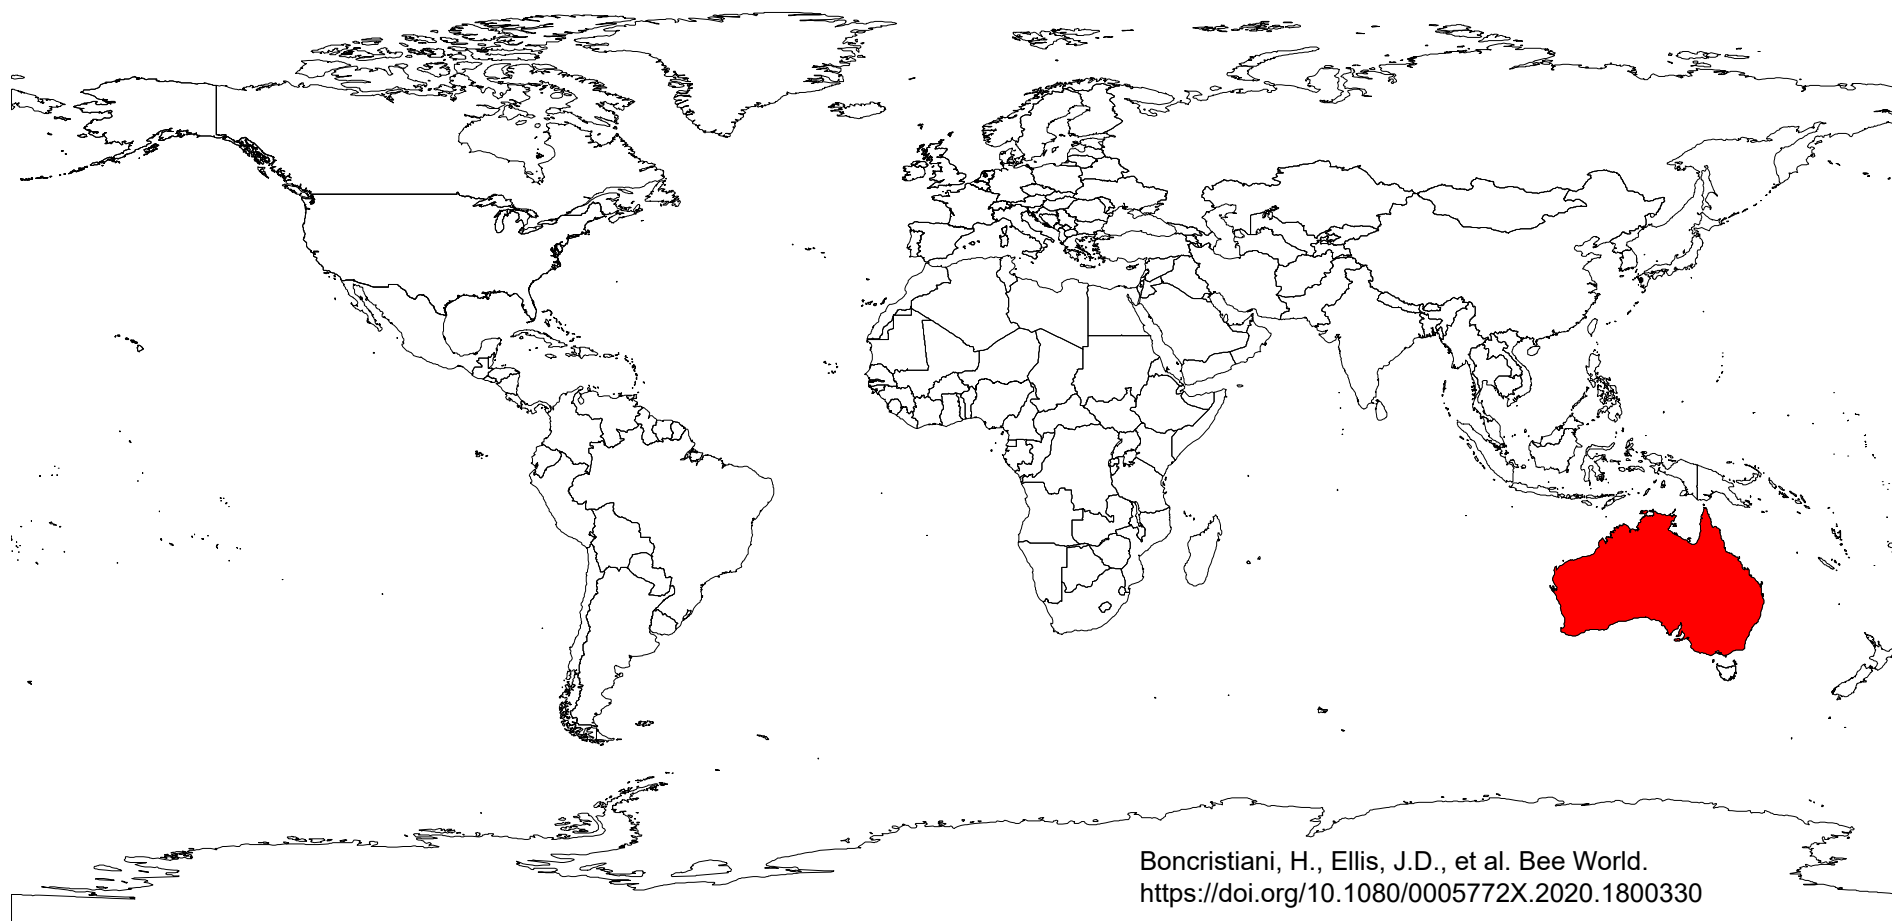 Boncristiani, H., Ellis, J.D., et al. Bee World.
https://doi.org/10.1080/0005772X.2020.1800330